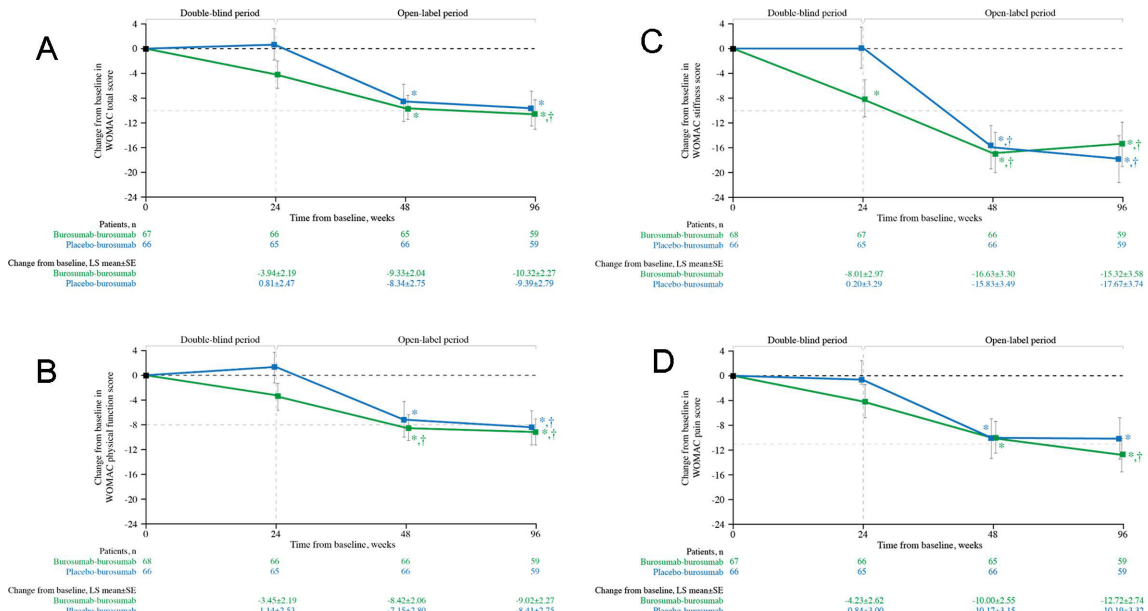 A
Double-blind period Open-label period
Change from baseline in
WOMAC total score
4
0
-4
-8
-12
-16
-20
-24
*
*
*
*,†
0 24 48 96
Time from baseline, weeks
Patients, n
Burosumab-burosumab 67 66 65 59
Placebo-burosumab 66 65 66 59
Change from baseline, LS mean±SE
Burosumab-burosumab -3.94±2.19 -9.33±2.04 -10.32±2.27
Placebo-burosumab 0.81±2.47 -8.34±2.75 -9.39±2.79
C
Double-blind period Open-label period
Change from baseline in
WOMAC stiffness score
4
0
-4
-8
-12
-16
-20
-24
*
*,†
*,†
*,†
*,†
0 24 48 96
Time from baseline, weeks
Patients, n
Burosumab-burosumab 68 67 66 59
Placebo-burosumab 66 65 66 59
Change from baseline, LS mean±SE
Burosumab-burosumab -8.01±2.97 -16.63±3.30 -15.32±3.58
Placebo-burosumab 0.20±3.29 -15.83±3.49 -17.67±3.74
B
Double-blind period Open-label period
Change from baseline in
WOMAC physical function score
4
0
-4
-8
-12
-16
-20
-24
*
*,†
*,†
*,†
0 24 48 96
Time from baseline, weeks
Patients, n
Burosumab-burosumab 68 66 66 59
Placebo-burosumab 66 65 66 59
Change from baseline, LS mean±SE
Burosumab-burosumab -3.45±2.19 -8.42±2.06 -9.02±2.27
Placebo-burosumab
D
Double-blind period Open-label period
Change from baseline in
WOMAC pain score
4
0
-4
-8
-12
-16
-20
-24
*
*
*
*,†
0 24 48 96
Time from baseline, weeks
Patients, n
Burosumab-burosumab 67 66 65 59
Placebo-burosumab 66 65 66 59
Change from baseline, LS mean±SE
Burosumab-burosumab -4.23±2.62 -10.00±2.55 -12.72±2.74
Placebo-burosumab